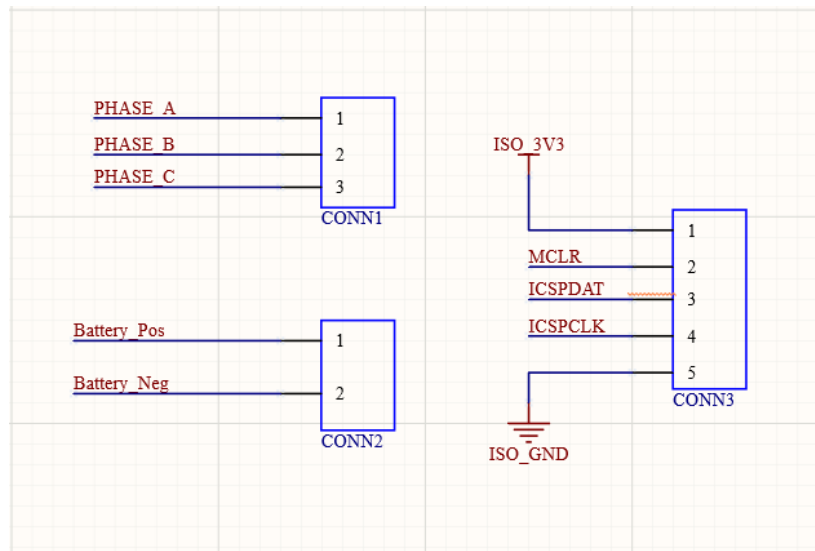 PHASE_A
1
PHASE_B
2
PHASE_C
3
CONN1
Battery_Pos
1
Battery_Neg
2
CONN2
ISO_3V3
1
MCLR
2
ICSPDAT
3
ICSPCLK
4
5
CONN3
ISO_GND